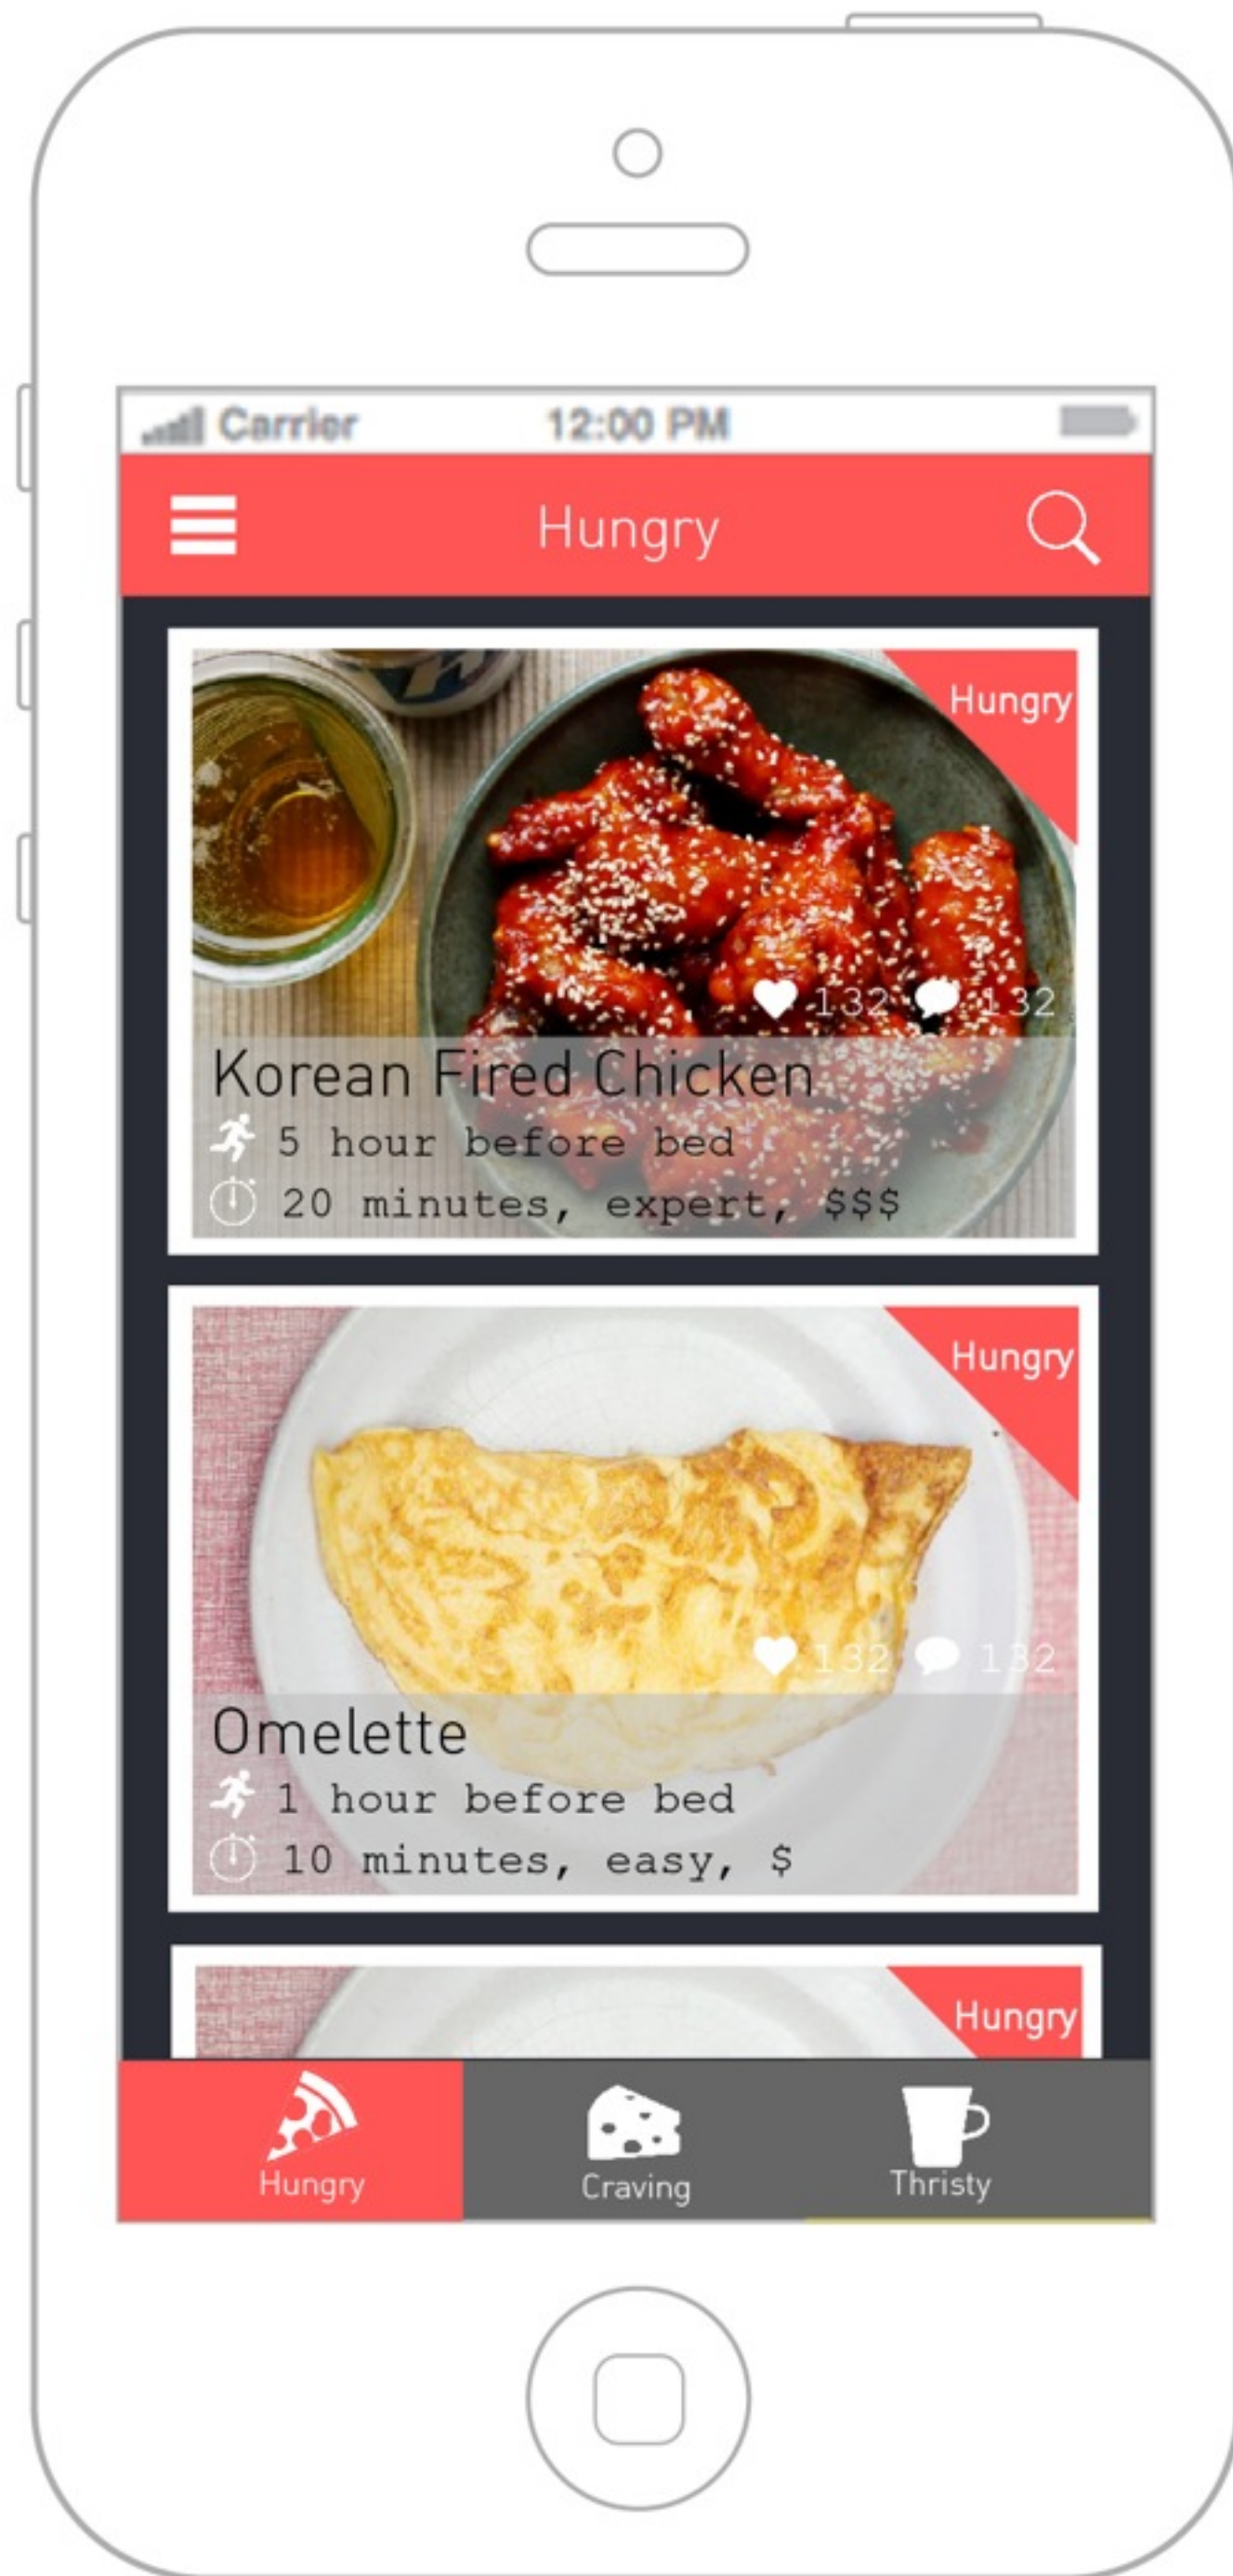 Carrier 12:00 PM
Hungry
Hungry
132 132
Korean Fired Chicken
5 hour before bed
20 minutes, expert, $$$
Hungry
132 132
Omelette
1 hour before bed
10 minutes, easy, $
Hungry
Hungry Craving Thristy